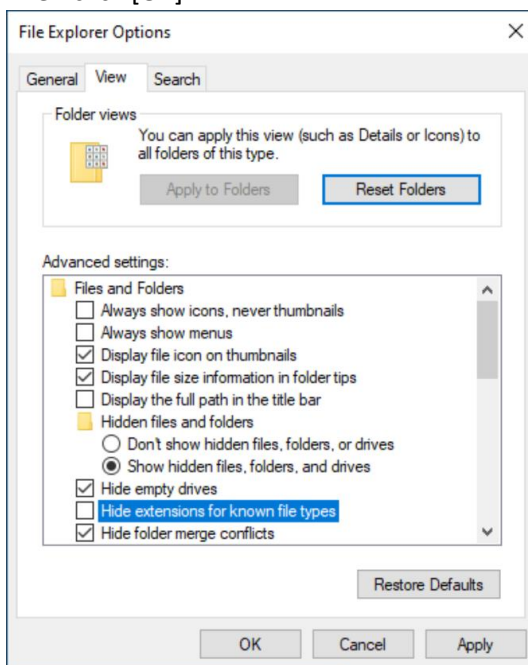 File Explorer Options
General View Search
Folder views
You can apply this view (such as Details or Icons) to
all folders of this type.
Apply to Folders Reset Folders
Advanced settings:
Files and Folders
Always show icons, never thumbnails
Always show menus
Display file icon on thumbnails
Display file size information in folder tips
Display the full path in the title bar
Hidden files and folders
Don't show hidden files, folders, or drives
Show hidden files, folders, and drives
Hide empty drives
Hide extensions for known file types
Hide folder merge conflicts
Restore Defaults
OK Cancel Apply